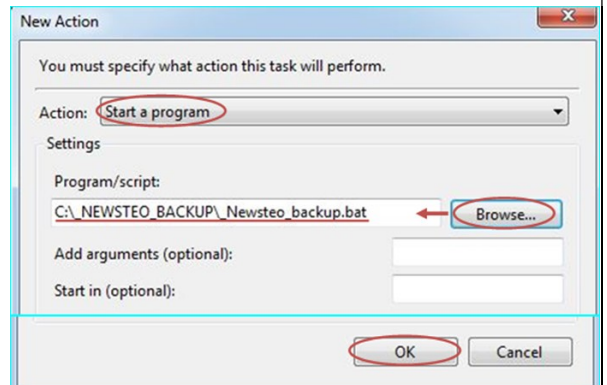 New Action
You must specify what action this task will perform.
Action: Start a program
Settings
Program/script:
C:\_NEWSTEO_BACKUP\_Newsteo_backup.bat Browse...
Add arguments (optional):
Start in (optional):
OK Cancel